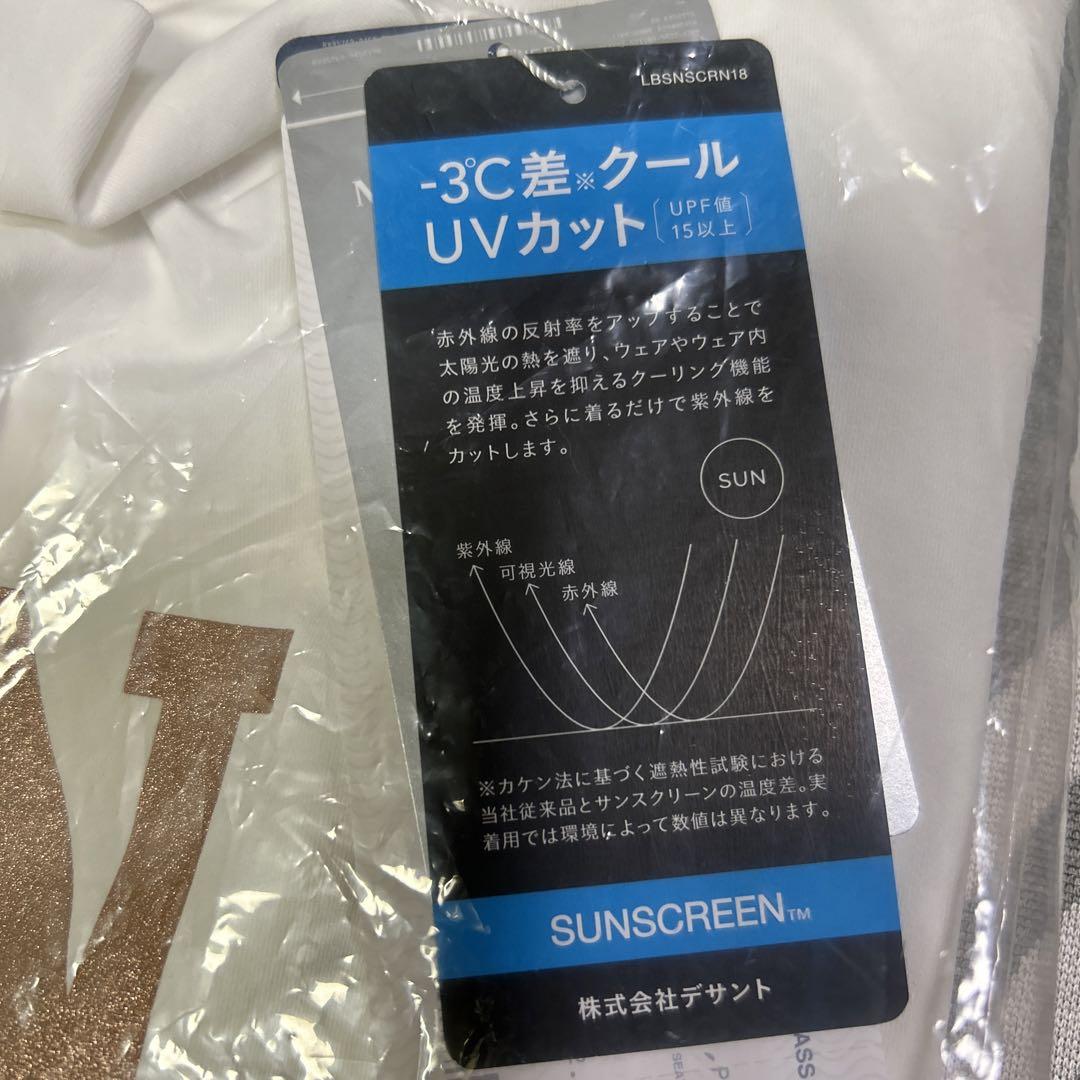 LBSNSCRN18
-3℃差※クール
UVカット〔UPF値
15以上〕
赤外線の反射率をアップすることで
太陽光の熱を遮り、ウェアやウェア内
の温度上昇を抑えるクーリング機能
を発揮。さらに着るだけで紫外線を
カットします。
SUN
紫外線
可視光線
赤外線
※カケン法に基づく遮熱性試験における
当社従来品とサンスクリーンの温度差。実
着用では環境によって数値は異なります。
SUNSCREEN™
株式会社デサント